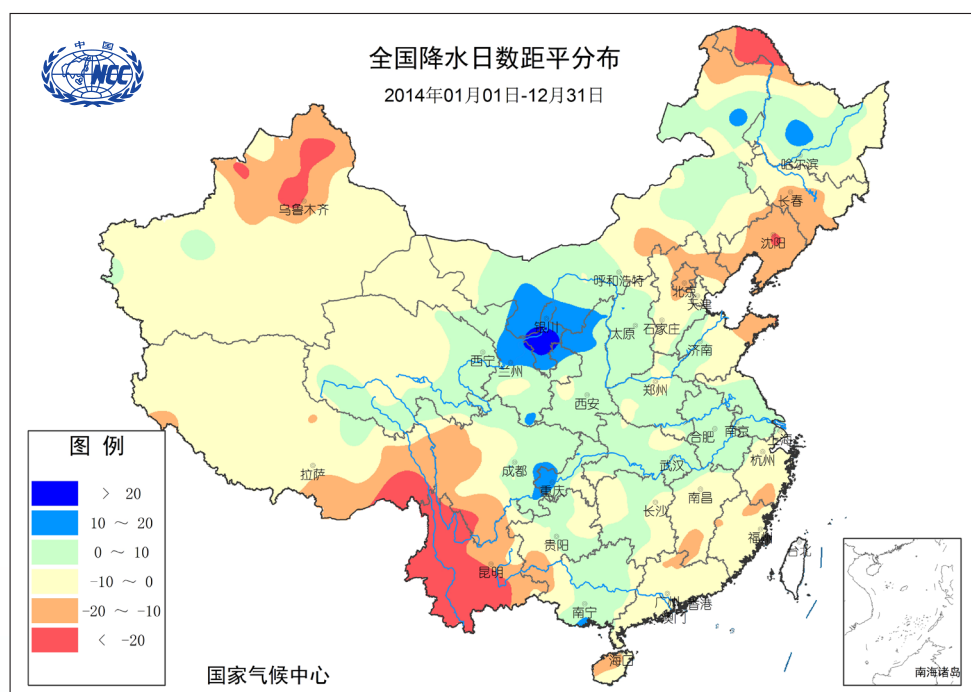 中国
NCC
全国降水日数距平分布
2014年01月01日-12月31日
哈尔滨
长春
乌鲁木齐
沈阳
呼和浩特
北京
天津
银川
太原
石家庄
济南
西宁
兰州
郑州
西安
合肥
南京
上海
杭州
武汉
成都
重庆
拉萨
南昌
长沙
贵阳
福州
台北
昆明
南宁
广州
香港
澳门
海口
图 例
> 20
10 ~ 20
0 ~ 10
-10 ~ 0
-20 ~ -10
< -20
国家气候中心
南海诸岛